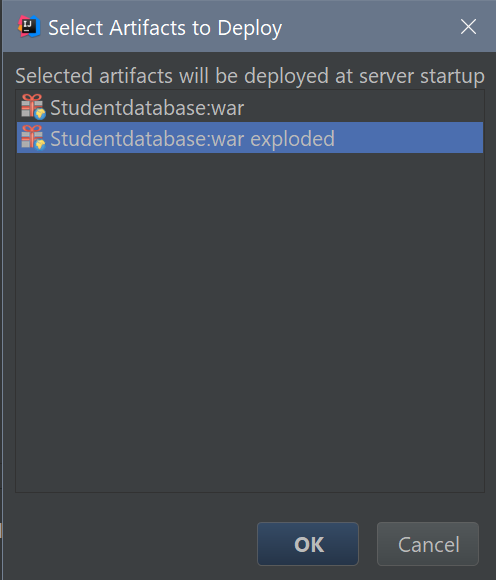 Select Artifacts to Deploy
Selected artifacts will be deployed at server startup
Studentdatabase:war
Studentdatabase:war exploded
OK
Cancel